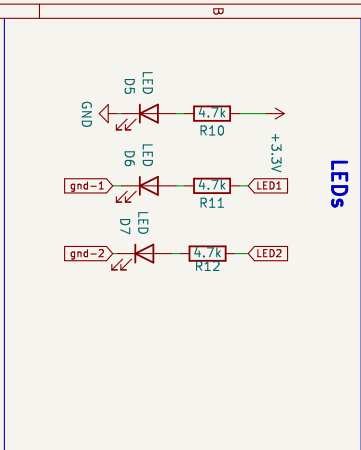 B
LEDs
GND
D5
LED
4.7k
R10
+3.3V
gnd-1
D6
LED
4.7k
R11
LED1
gnd-2
D7
LED
4.7k
R12
LED2